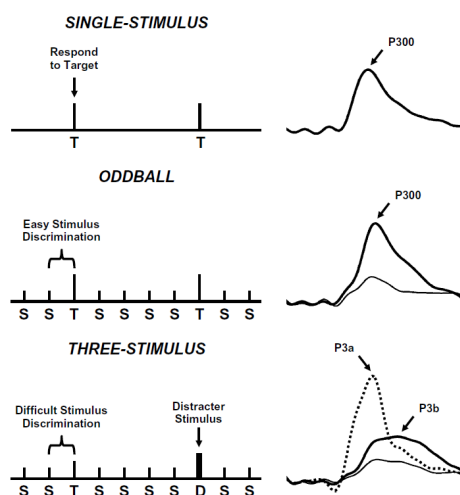 SINGLE-STIMULUS
Respond
to Target
P300
T T
ODDBALL
P300
Easy Stimulus
Discrimination
S S T S S S S T S S
THREE-STIMULUS
P3a
Difficult Stimulus
Discrimination
Distracter
Stimulus
P3b
S S T S S S S D S S